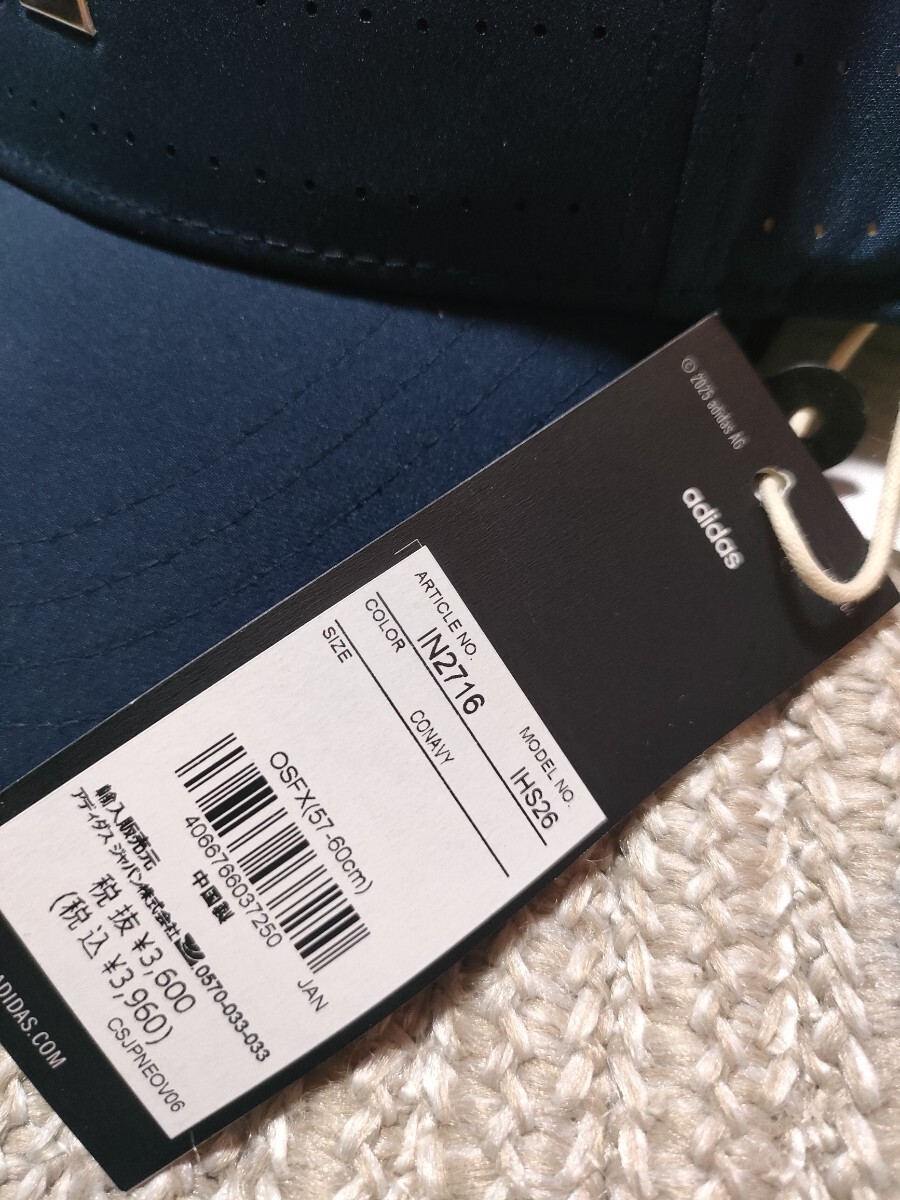 © 2025 adidas AG
adidas
ARTICLE NO.
MODEL NO.
IN2716
IHS26
COLOR
CONAVY
SIZE
OSFX(57-60cm)
JAN
4066766037250
中国製
輸入販売元
アディダス ジャパン株式会社 0570-033-033
税 抜 ¥3,600
(税 込 ¥3,960)
CSJPNEOV06
ADIDAS.COM